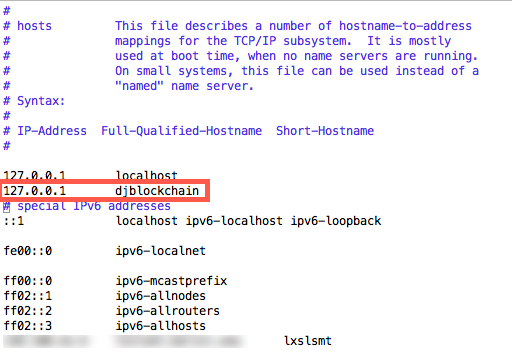 #
# hosts         This file describes a number of hostname-to-address
#               mappings for the TCP/IP subsystem.  It is mostly
#               used at boot time, when no name servers are running.
#               On small systems, this file can be used instead of a
#               "named" name server.
# Syntax:
#
# IP-Address  Full-Qualified-Hostname  Short-Hostname
#
127.0.0.1       localhost
127.0.0.1       djblockchain
# special IPv6 addresses
::1             localhost ipv6-localhost ipv6-loopback
fe00::0         ipv6-localnet
ff00::0         ipv6-mcastprefix
ff02::1         ipv6-allnodes
ff02::2         ipv6-allrouters
ff02::3         ipv6-allhosts
lxslsmt